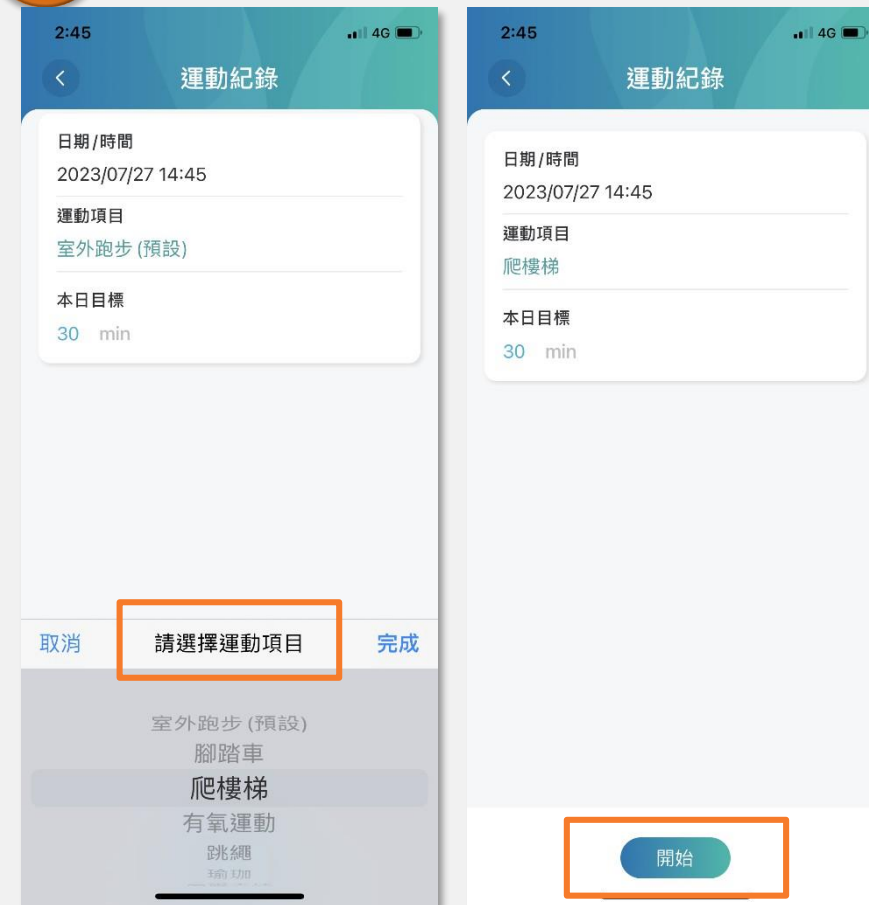 2:45
4G
運動紀錄
日期/時間
2023/07/27 14:45
運動項目
室外跑步 (預設)
本日目標
30 min
取消 請選擇運動項目 完成
室外跑步 (預設)
腳踏車
爬樓梯
有氧運動
跳繩
瑜珈
2:45
4G
運動紀錄
日期/時間
2023/07/27 14:45
運動項目
爬樓梯
本日目標
30 min
開始